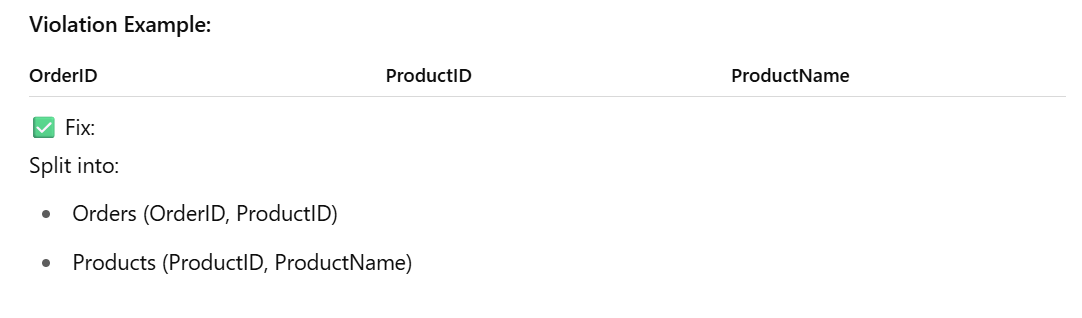 Violation Example:
OrderID ProductID ProductName
✅ Fix:
Split into:
• Orders (OrderID, ProductID)
• Products (ProductID, ProductName)